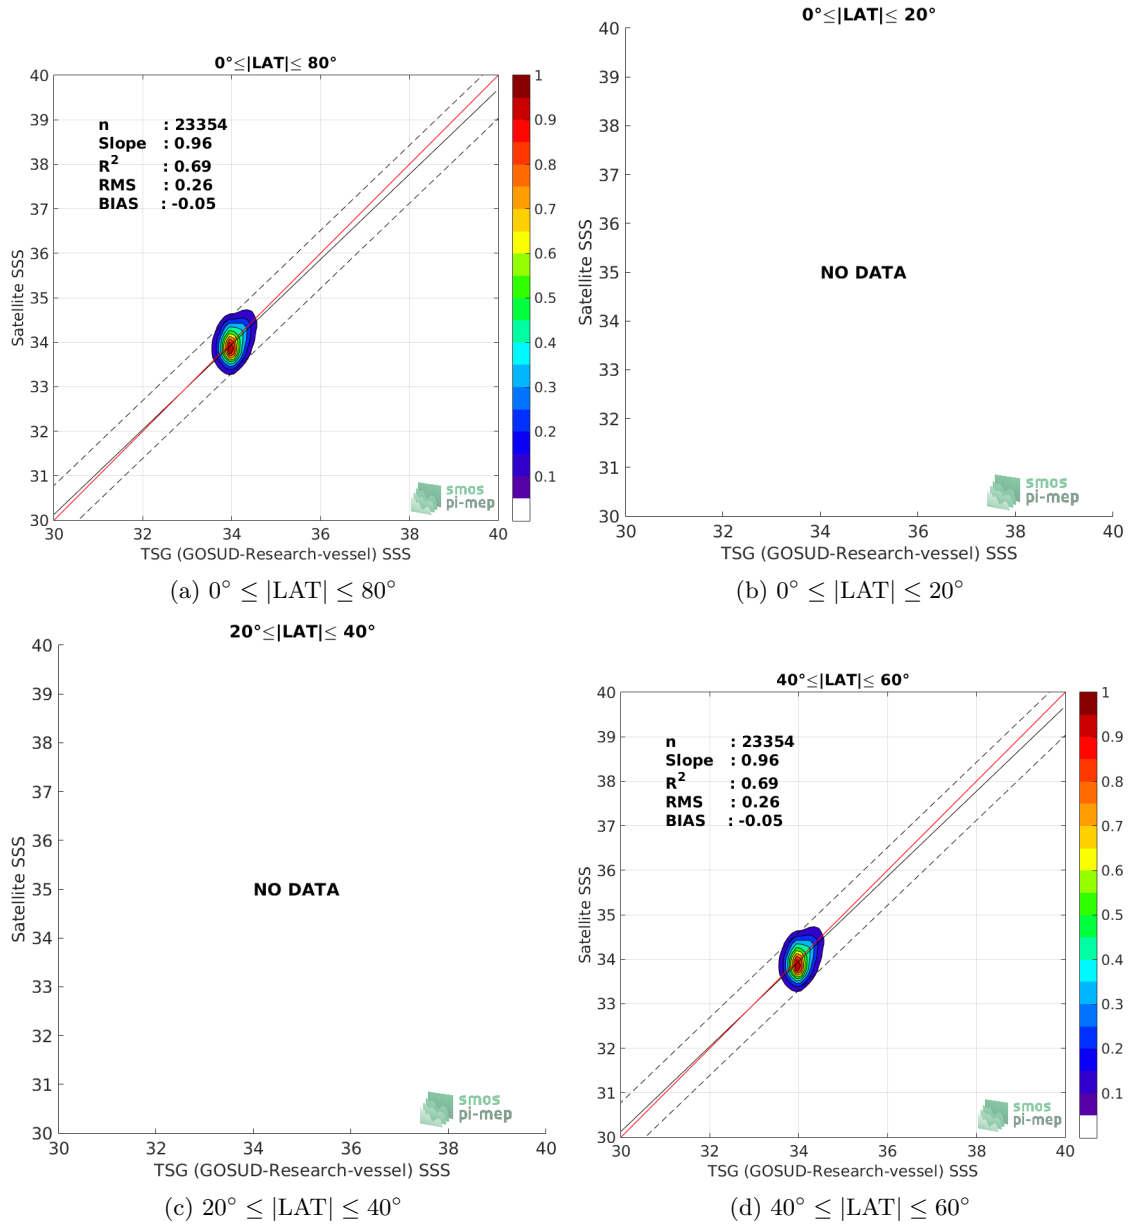 0°≤|LAT|≤ 80°
40
39
38
37
36
35
34
33
32
31
30
n : 23354
Slope : 0.96
R² : 0.69
RMS : 0.26
BIAS : -0.05
Satellite SSS
smos
pi-mep
30 32 34 36 38 40
TSG (GOSUD-Research-vessel) SSS
1
0.9
0.8
0.7
0.6
0.5
0.4
0.3
0.2
0.1
(a) 0° ≤ |LAT| ≤ 80°
0°≤|LAT|≤ 20°
40
39
38
37
36
35
34
33
32
31
30
Satellite SSS
NO DATA
smos
pi-mep
30 32 34 36 38 40
TSG (GOSUD-Research-vessel) SSS
(b) 0° ≤ |LAT| ≤ 20°
20°≤|LAT|≤ 40°
40
39
38
37
36
35
34
33
32
31
30
Satellite SSS
NO DATA
smos
pi-mep
30 32 34 36 38 40
TSG (GOSUD-Research-vessel) SSS
(c) 20° ≤ |LAT| ≤ 40°
40°≤|LAT|≤ 60°
40
39
38
37
36
35
34
33
32
31
30
n : 23354
Slope : 0.96
R² : 0.69
RMS : 0.26
BIAS : -0.05
Satellite SSS
smos
pi-mep
30 32 34 36 38 40
TSG (GOSUD-Research-vessel) SSS
1
0.9
0.8
0.7
0.6
0.5
0.4
0.3
0.2
0.1
(d) 40° ≤ |LAT| ≤ 60°